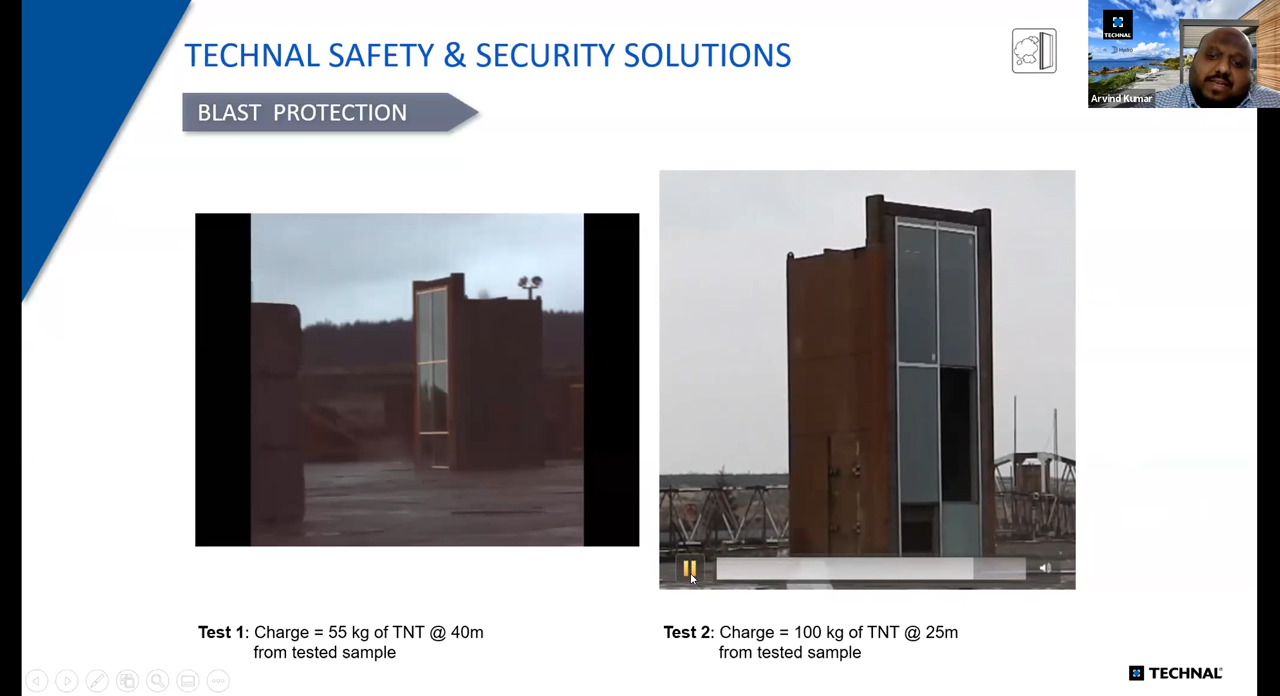 TECHNAL SAFETY & SECURITY SOLUTIONS
BLAST PROTECTION
TECHNAL
Hydro
Arvind Kumar
Test 1: Charge = 55 kg of TNT @ 40m
from tested sample
Test 2: Charge = 100 kg of TNT @ 25m
from tested sample
TECHNAL